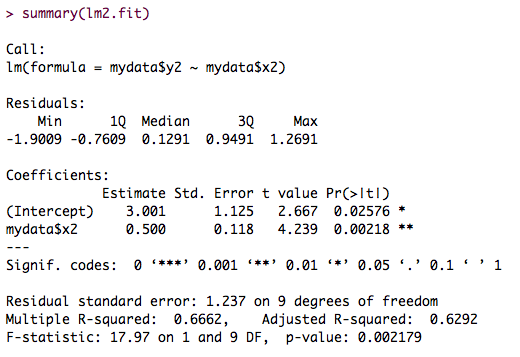 > summary(lm2.fit)
Call:
lm(formula = mydata$y2 ~ mydata$x2)
Residuals:
    Min      1Q  Median      3Q     Max
-1.9009 -0.7609  0.1291  0.9491  1.2691
Coefficients:
            Estimate Std. Error t value Pr(>|t|)
(Intercept)    3.001      1.125   2.667  0.02576 *
mydata$x2      0.500      0.118   4.239  0.00218 **
---
Signif. codes:  0 ‘***’ 0.001 ‘**’ 0.01 ‘*’ 0.05 ‘.’ 0.1 ‘ ’ 1
Residual standard error: 1.237 on 9 degrees of freedom
Multiple R-squared:  0.6662,    Adjusted R-squared:  0.6292
F-statistic: 17.97 on 1 and 9 DF,  p-value: 0.002179